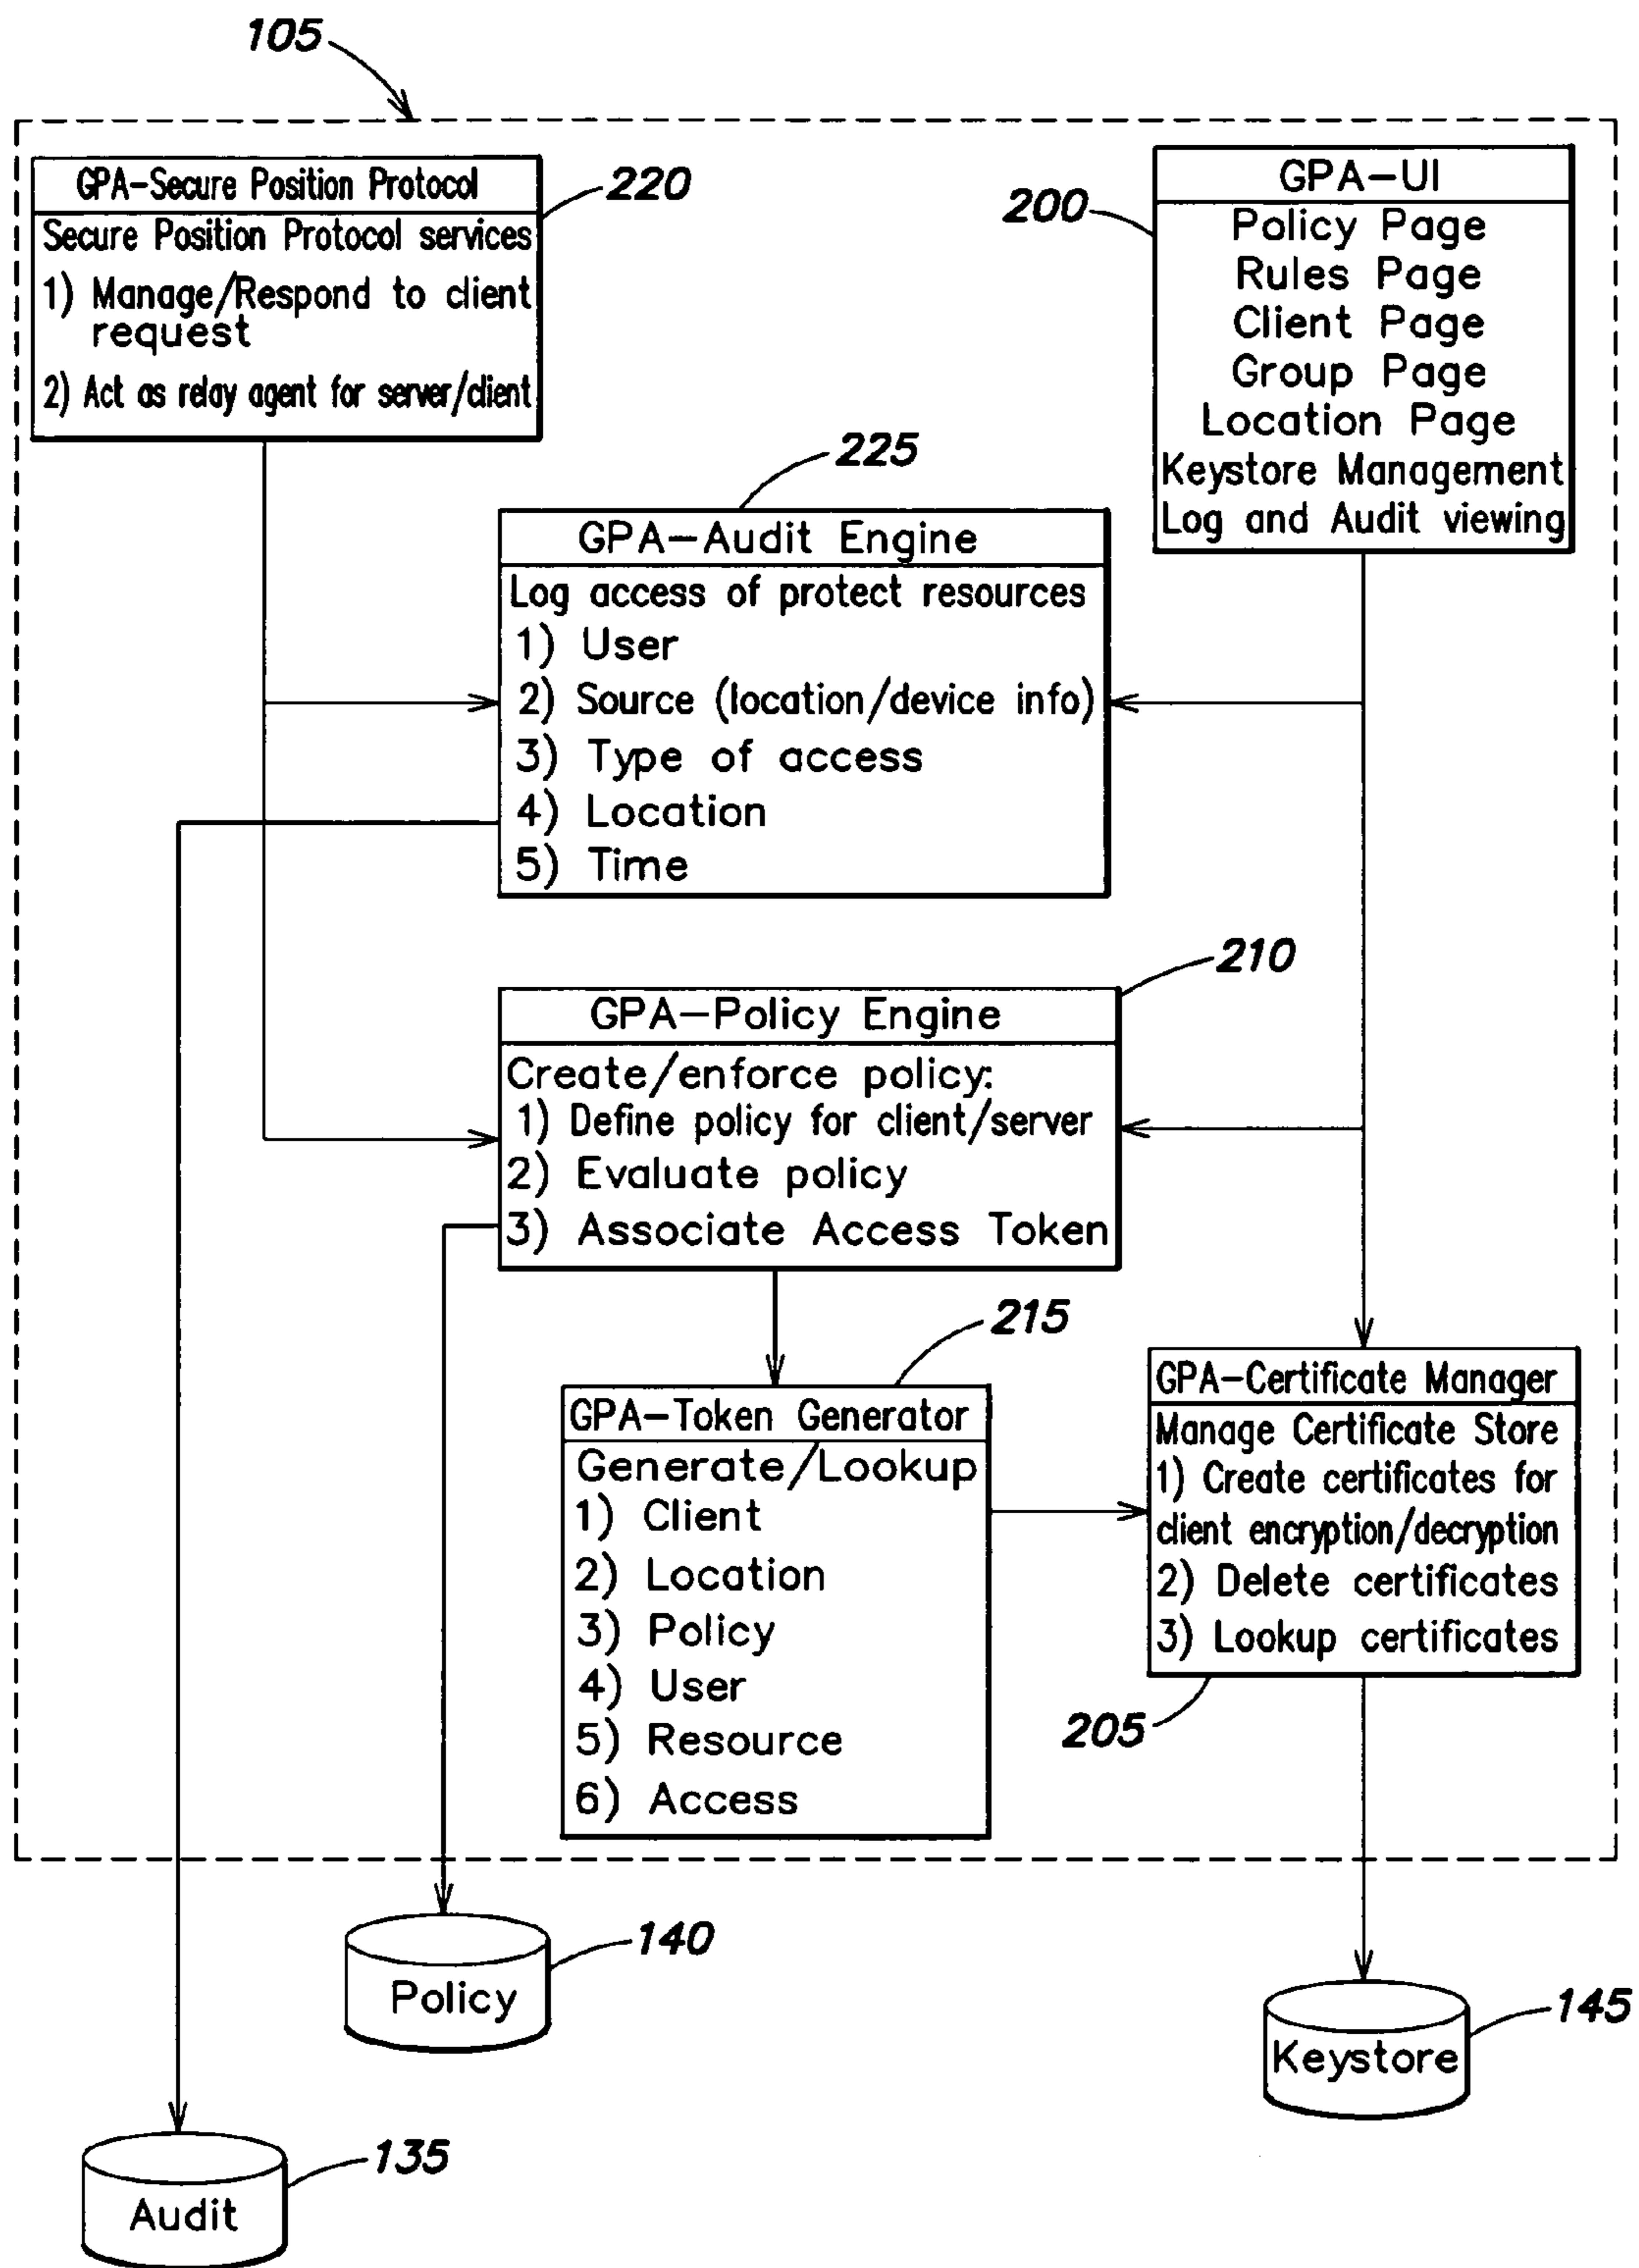 105
GPA-Secure Position Protocol
220
Secure Position Protocol services
1) Manage/Respond to client
request
2) Act as relay agent for server/client
GPA-UI
200
Policy Page
Rules Page
Client Page
Group Page
Location Page
Keystore Management
Log and Audit viewing
225
GPA-Audit Engine
Log access of protect resources
1) User
2) Source (location/device info)
3) Type of access
4) Location
5) Time
210
GPA-Policy Engine
Create/enforce policy:
1) Define policy for client/server
2) Evaluate policy
3) Associate Access Token
215
GPA-Token Generator
Generate/Lookup
1) Client
2) Location
3) Policy
4) User
5) Resource
6) Access
GPA-Certificate Manager
Manage Certificate Store
1) Create certificates for
client encryption/decryption
2) Delete certificates
3) Lookup certificates
205
140
Policy
145
Keystore
135
Audit